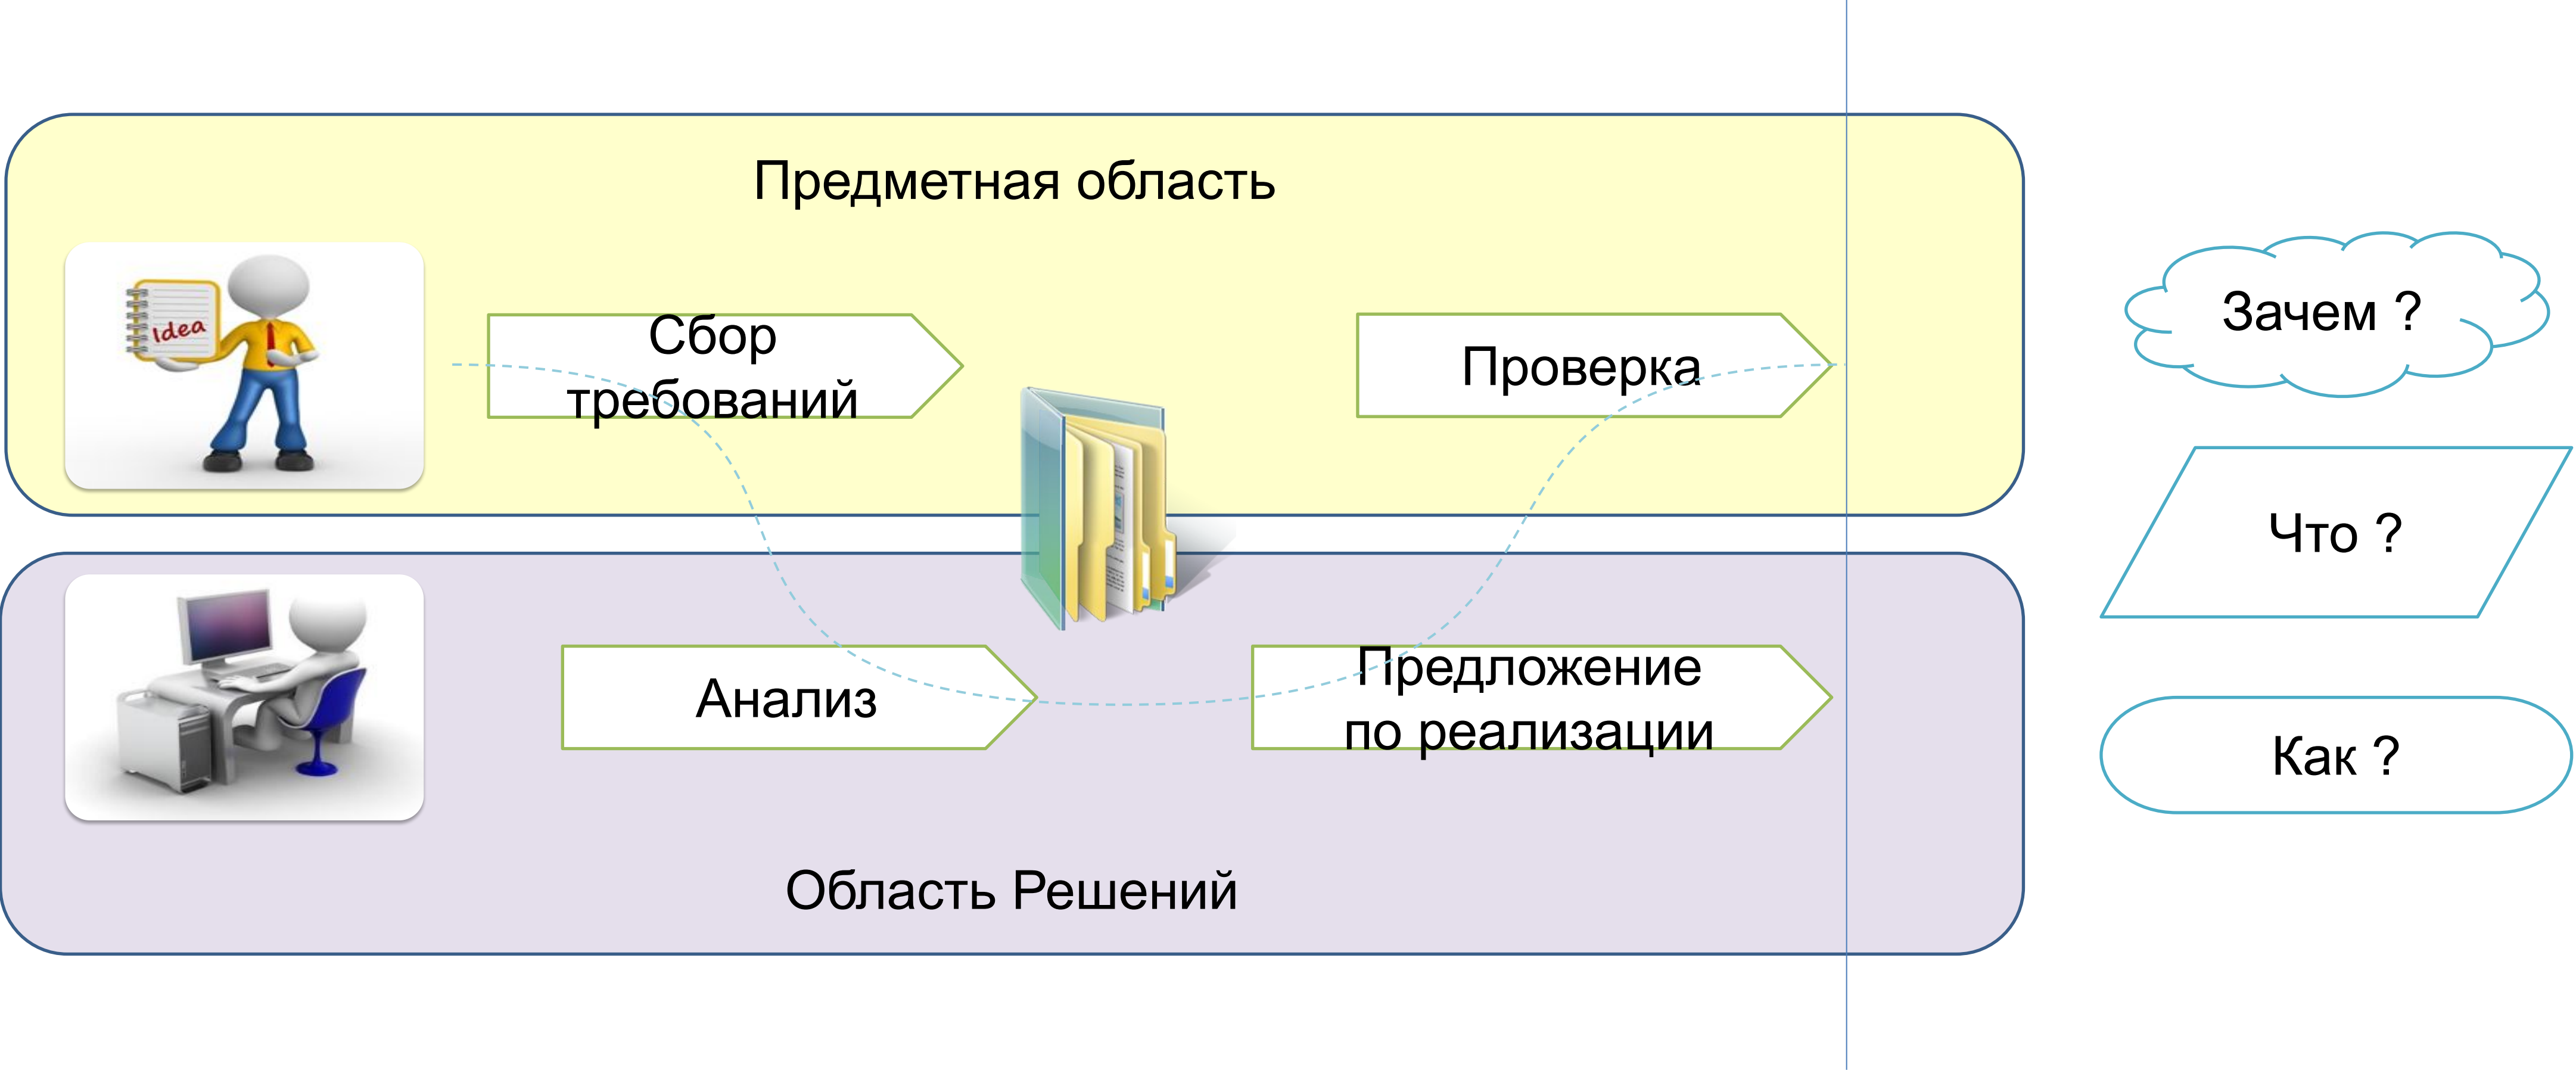 Предметная область
Idea
Сбор
требований
Проверка
Зачем ?
Что ?
Анализ
Предложение
по реализации
Как ?
Область Решений